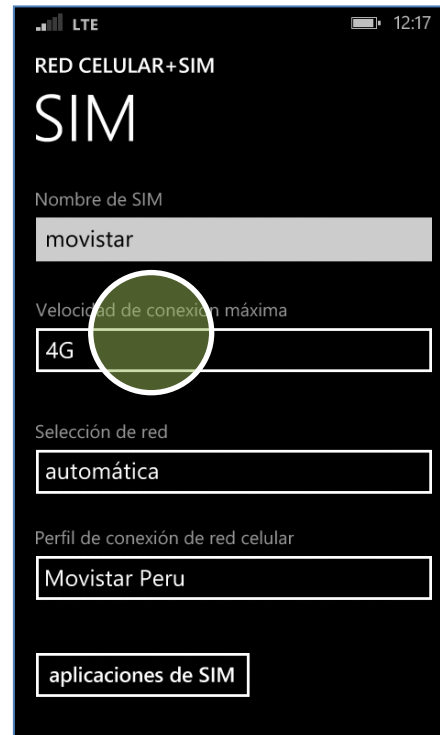 LTE 12:17
RED CELULAR+SIM
SIM
Nombre de SIM
movistar
Velocidad de conexión máxima
4G
Selección de red
automática
Perfil de conexión de red celular
Movistar Peru
aplicaciones de SIM